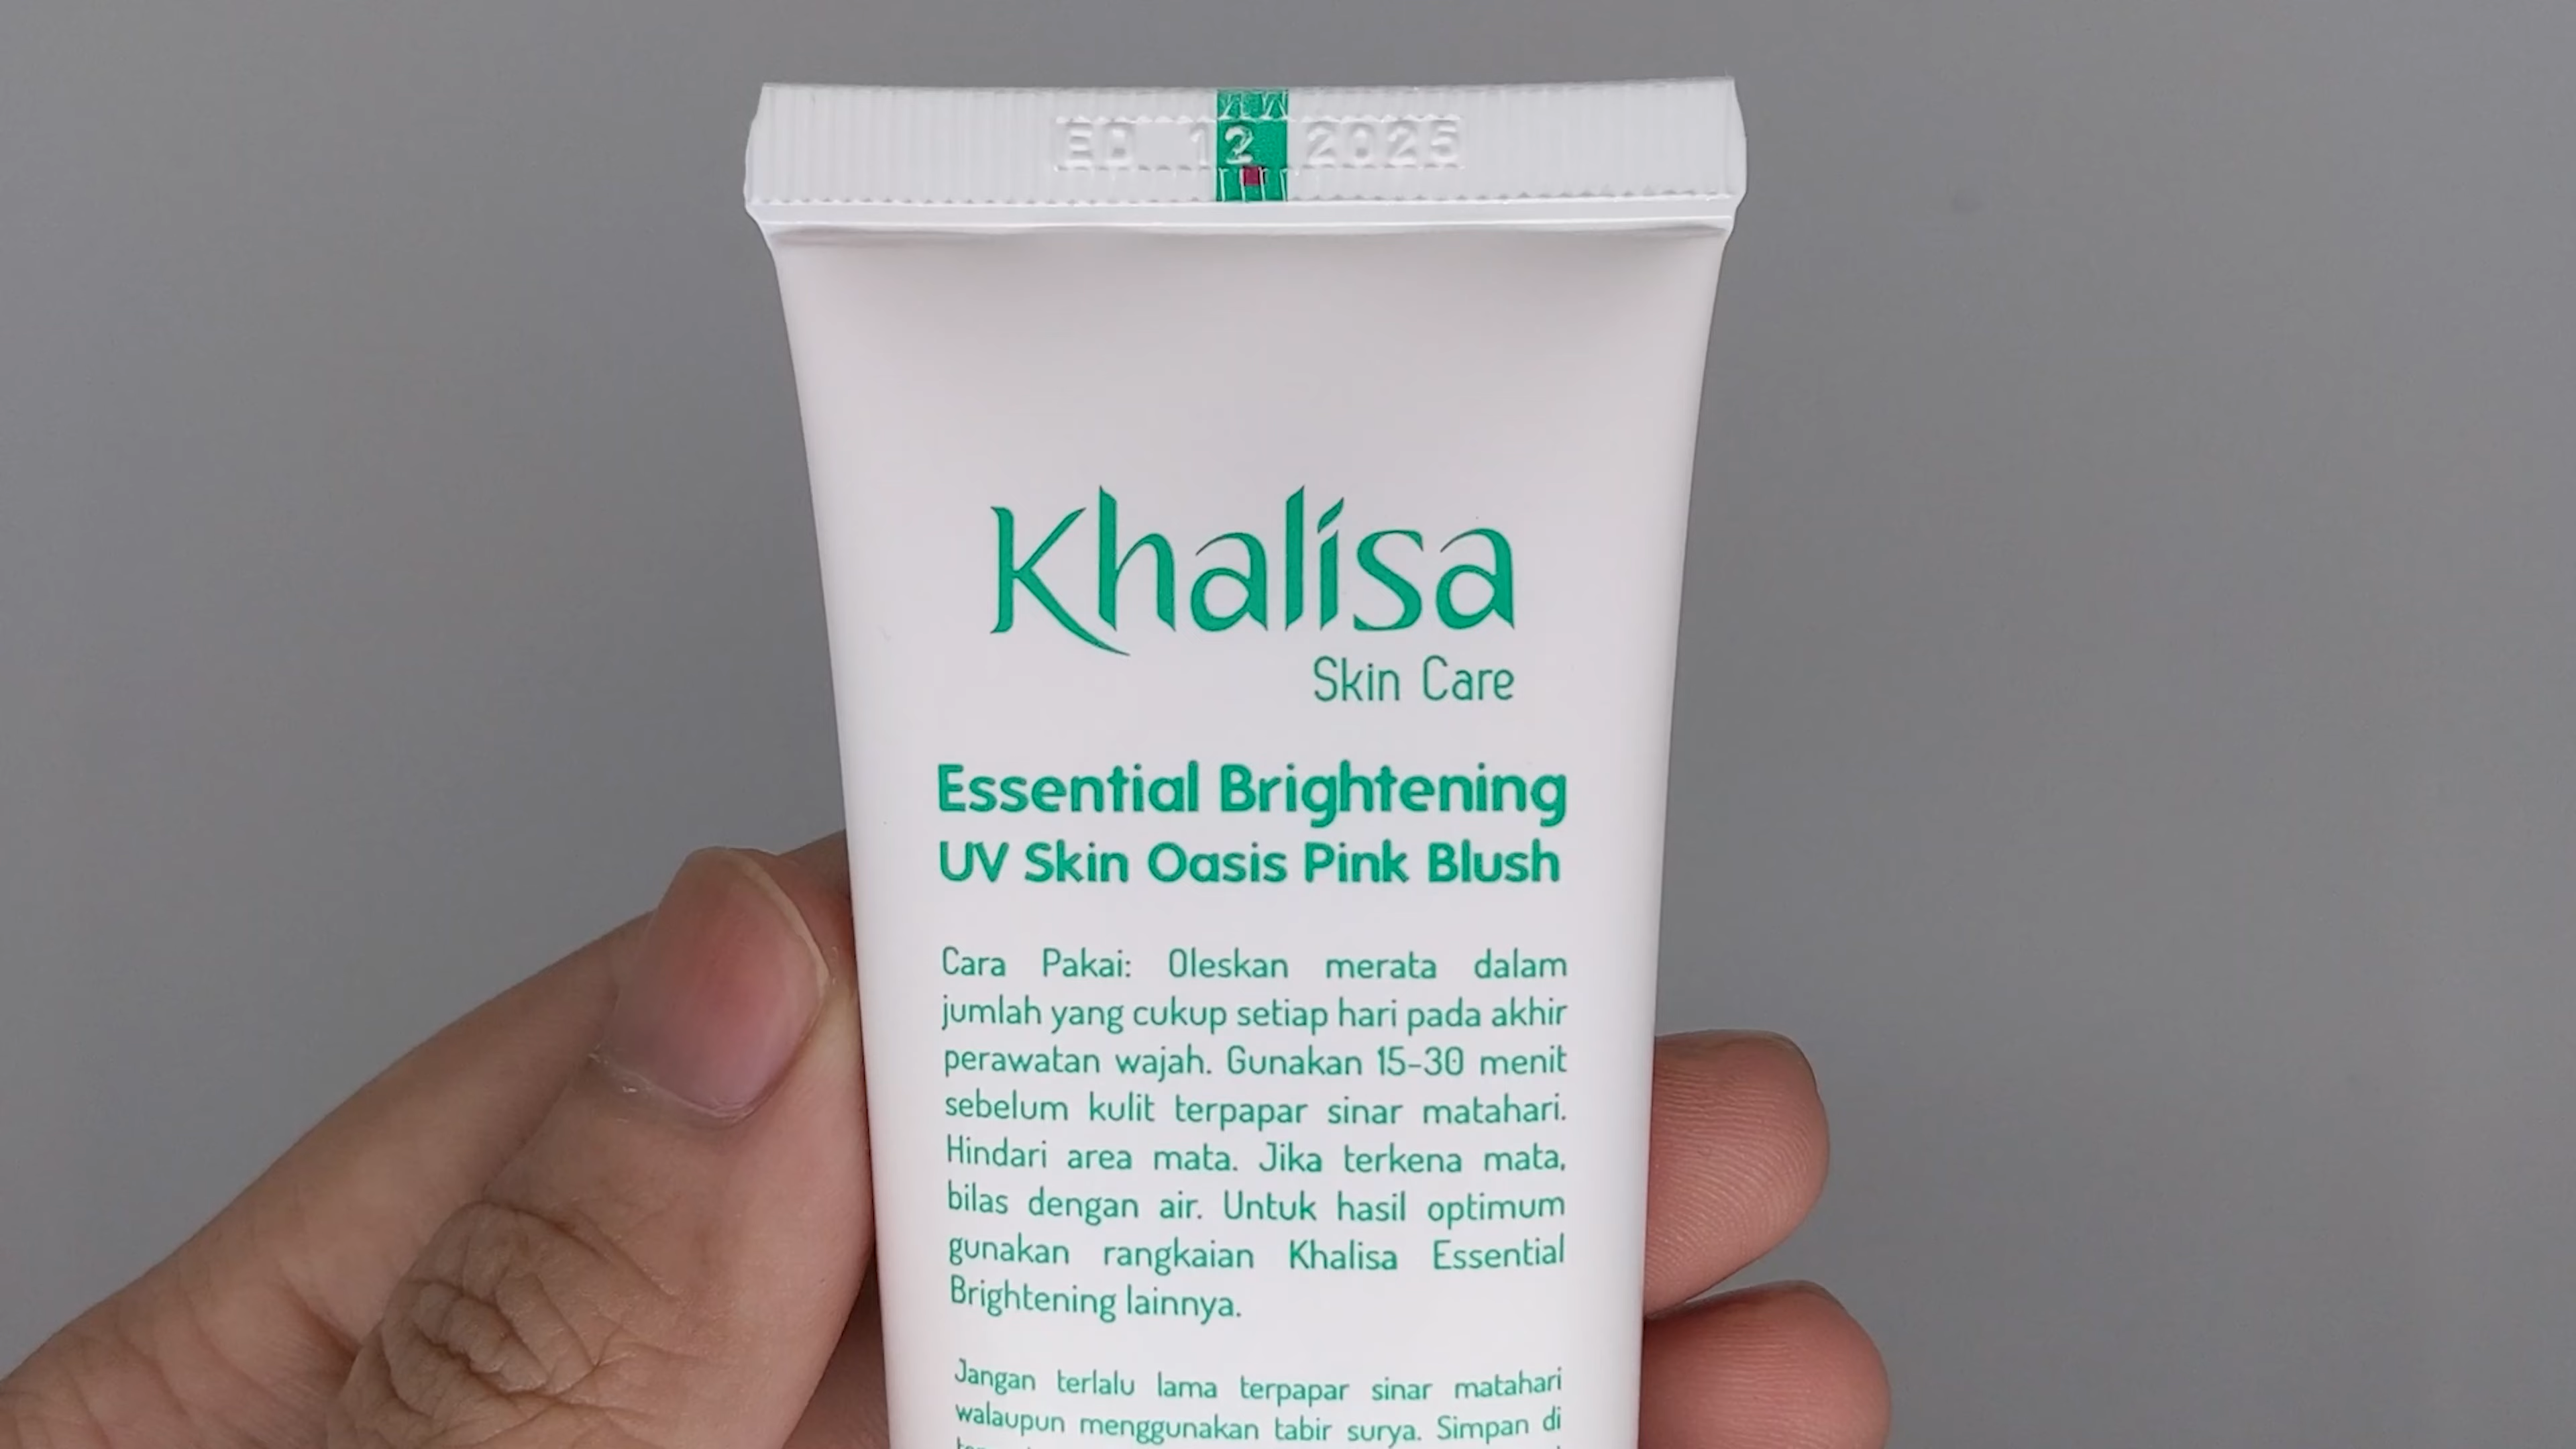 ED 12 2025
Khalisa
Skin Care
Essential Brightening
UV Skin Oasis Pink Blush
Cara Pakai: Oleskan merata dalam
jumlah yang cukup setiap hari pada akhir
perawatan wajah. Gunakan 15-30 menit
sebelum kulit terpapar sinar matahari.
Hindari area mata. Jika terkena mata,
bilas dengan air. Untuk hasil optimum
gunakan rangkaian Khalisa Essential
Brightening lainnya.
Jangan terlalu lama terpapar sinar matahari
walaupun menggunakan tabir surya. Simpan di